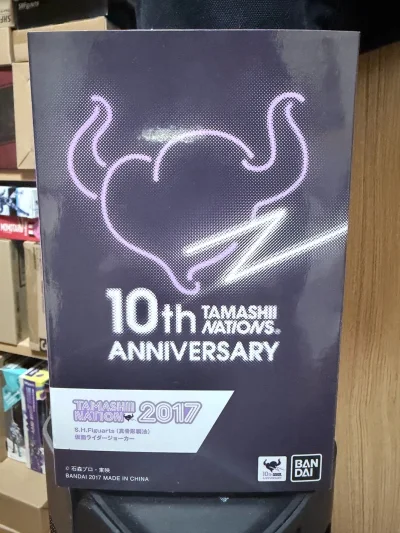 10th TAMASHII NATIONS®
ANNIVERSARY
TAMASHII NATION 2017
S.H.Figuarts (真骨彫製法)
仮面ライダージョーカー
© 石森プロ・東映
BANDAI 2017 MADE IN CHINA
BANDAI